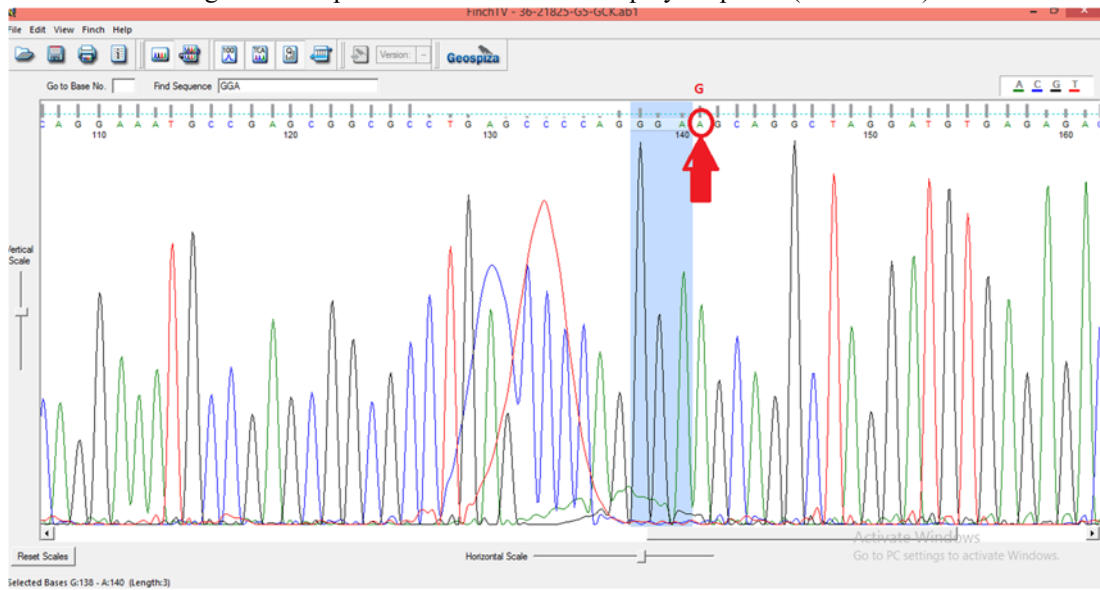 FinchTV - 36-21825-G5-GCK.ab1
File Edit View Finch Help
Version: -- Geospiza
Go to Base No. Find Sequence GGA A C G T
G
C A G G A A A T G C C G A G C G G C G C C T G A G C C C C A G G G A A G C A G G C T A G G A T G T G A G A G A C
110 120 130 140 150 160
Vertical
Scale
Activate Windows
Reset Scales Horizontal Scale Go to PC settings to activate Windows.
Selected Bases G:138 - A:140 (Length:3)